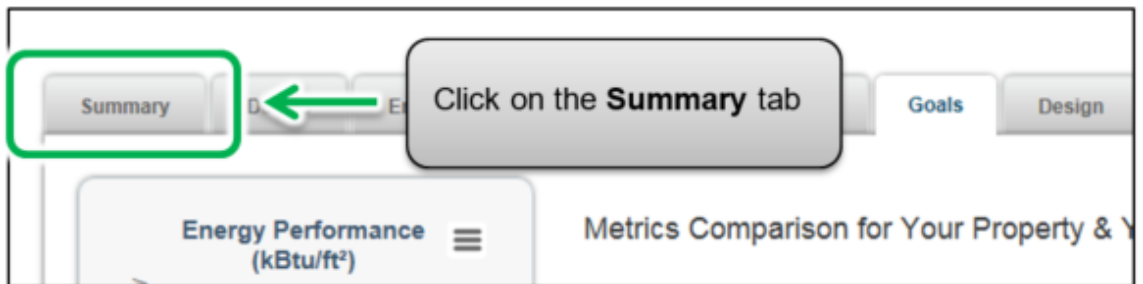 Summary
Click on the Summary tab
Goals
Design
Energy Performance
(kBtu/ft²)
Metrics Comparison for Your Property &